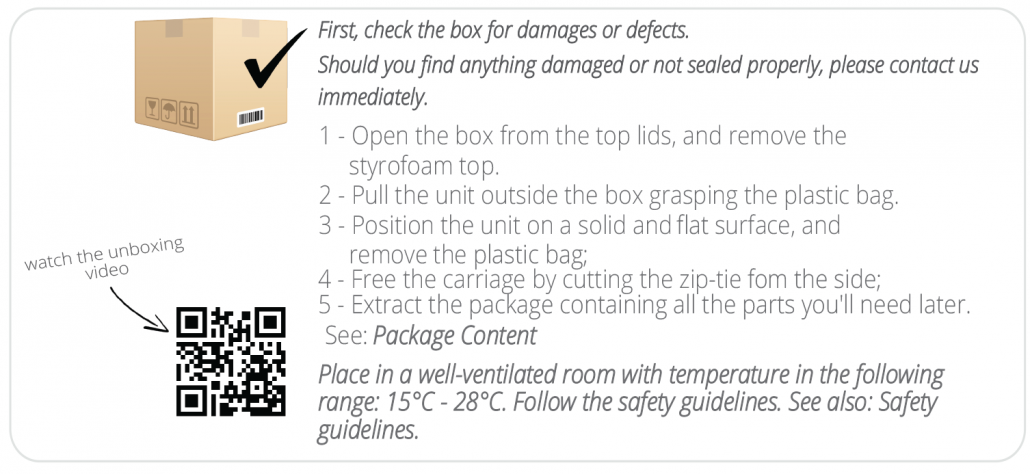 First, check the box for damages or defects.
Should you find anything damaged or not sealed properly, please contact us
immediately.
1 - Open the box from the top lids, and remove the
styrofoam top.
2 - Pull the unit outside the box grasping the plastic bag.
3 - Position the unit on a solid and flat surface, and
remove the plastic bag;
4 - Free the carriage by cutting the zip-tie fom the side;
5 - Extract the package containing all the parts you'll need later.
See: Package Content
watch the unboxing
video
Place in a well-ventilated room with temperature in the following
range: 15°C - 28°C. Follow the safety guidelines. See also: Safety
guidelines.